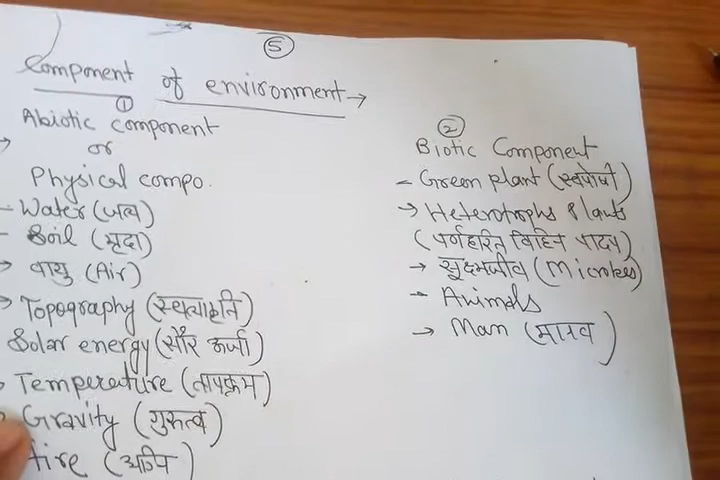 ⑤
Component of environment →
①
Abiotic component
or
Physical compo.
- Water (जल)
- Soil (मृदा)
→ वायु (Air)
→ Topography (स्थलाकृति)
Solar energy (सौर ऊर्जा)
→ Temperature (तापक्रम)
Gravity (गुरुत्व)
Fire (अग्नि)
②
Biotic Component
- Green plant (स्वपोषी)
→ Heterotrophs Plants
(पर्णहरित विहिन पादप)
→ सूक्ष्मजीव (Microbes)
→ Animals
→ Man (मानव)